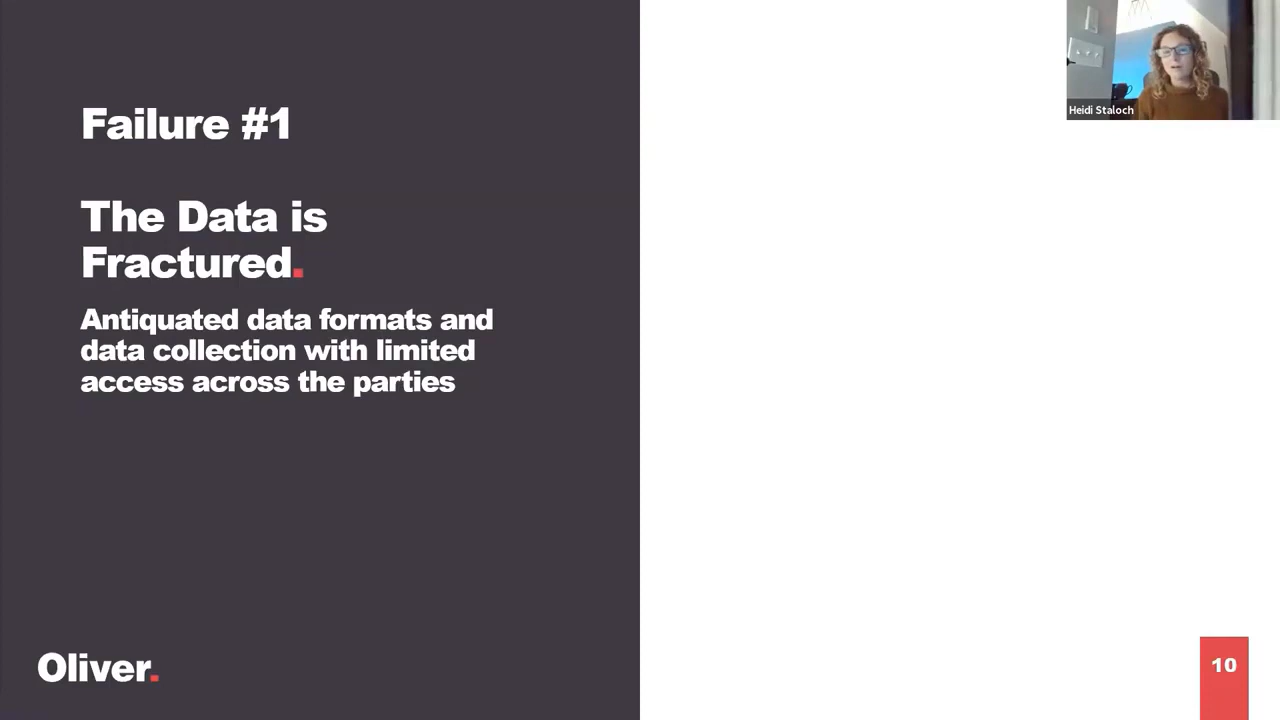 Failure #1
The Data is
Fractured.
Antiquated data formats and
data collection with limited
access across the parties
Oliver.
Heidi Staloch
10